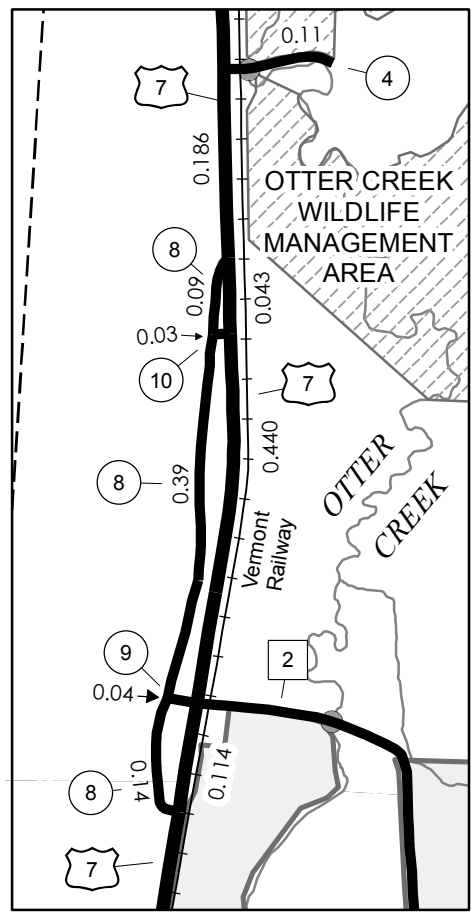 0.11
7
4
0.186
OTTER CREEK
WILDLIFE
MANAGEMENT
AREA
8
0.09
0.043
0.03
10
7
0.440
8
0.39
OTTER
CREEK
Vermont
Railway
9
2
0.04
0.114
0.14
8
7